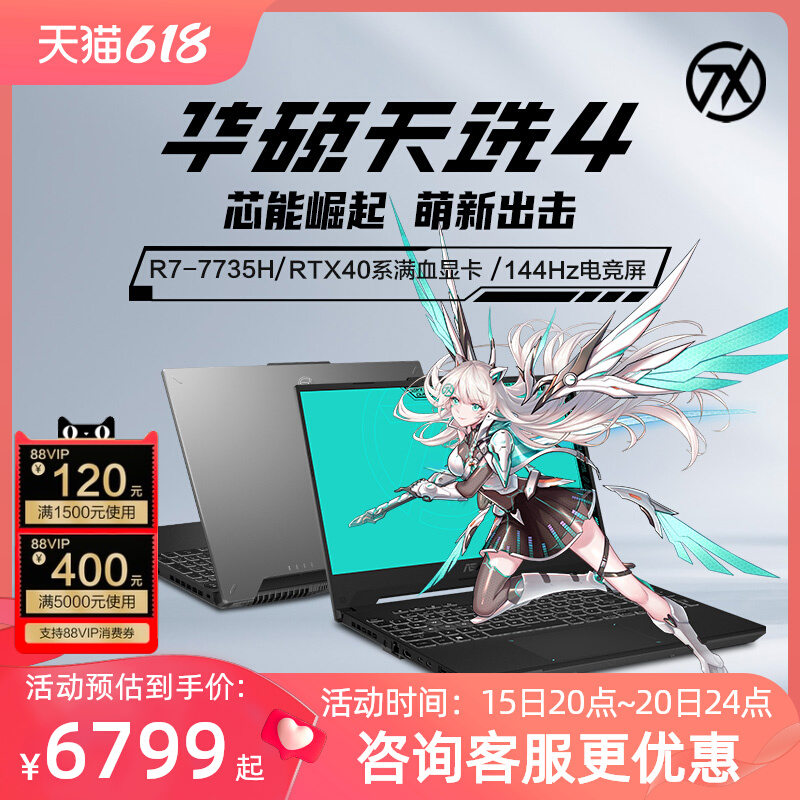 天猫618
TX
华硕天选4
芯能崛起 萌新出击
R7-7735H/RTX40系满血显卡/144Hz电竞屏
88VIP
¥120元
满1500元使用
88VIP
¥400元
满5000元使用
支持88VIP消费券
活动预估到手价:
¥6799起
活动时间:15日20点~20日24点
咨询客服更优惠